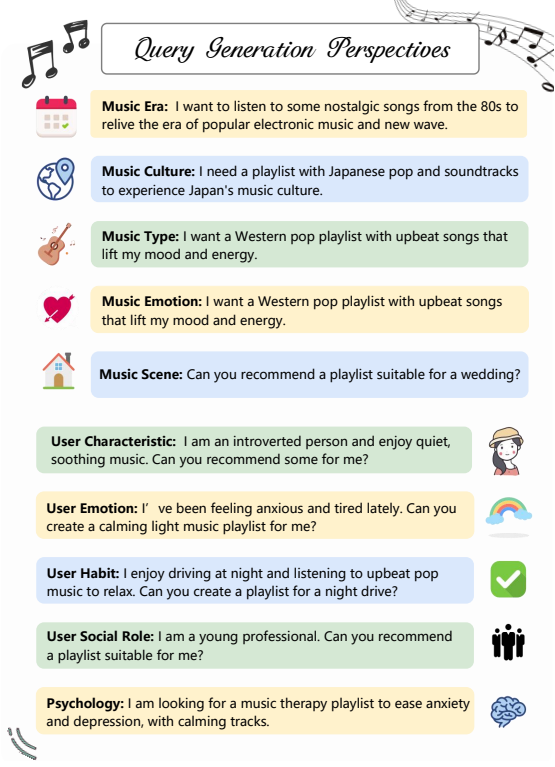 Query Generation Perspectives
Music Era: I want to listen to some nostalgic songs from the 80s to
relive the era of popular electronic music and new wave.
Music Culture: I need a playlist with Japanese pop and soundtracks
to experience Japan's music culture.
Music Type: I want a Western pop playlist with upbeat songs that
lift my mood and energy.
Music Emotion: I want a Western pop playlist with upbeat songs
that lift my mood and energy.
Music Scene: Can you recommend a playlist suitable for a wedding?
User Characteristic: I am an introverted person and enjoy quiet,
soothing music. Can you recommend some for me?
User Emotion: I’ ve been feeling anxious and tired lately. Can you
create a calming light music playlist for me?
User Habit: I enjoy driving at night and listening to upbeat pop
music to relax. Can you create a playlist for a night drive?
User Social Role: I am a young professional. Can you recommend
a playlist suitable for me?
Psychology: I am looking for a music therapy playlist to ease anxiety
and depression, with calming tracks.